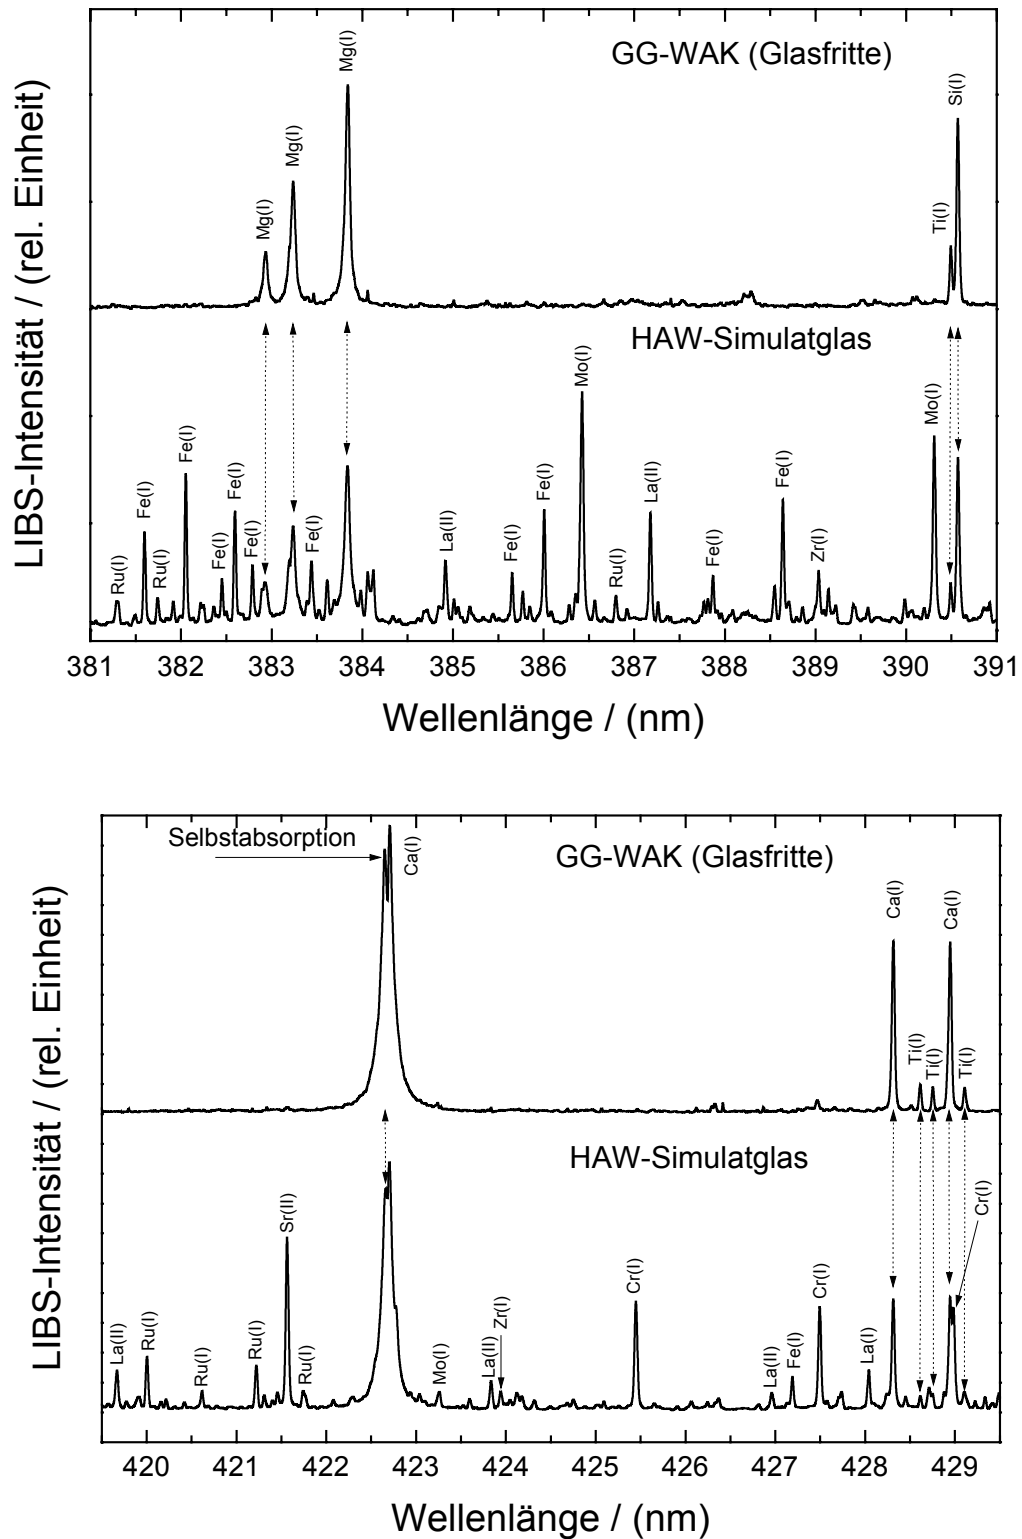 LIBS-Intensität / (rel. Einheit)
GG-WAK (Glasfritte)
Mg(I)
Mg(I)
Mg(I)
Ti(I)
Si(I)
HAW-Simulatglas
Ru(I)
Fe(I)
Ru(I)
Fe(I)
Fe(I)
Fe(I)
Fe(I)
Fe(I)
La(II)
Fe(I)
Fe(I)
Mo(I)
Ru(I)
La(II)
Fe(I)
Fe(I)
Zr(I)
Mo(I)
381 382 383 384 385 386 387 388 389 390 391
Wellenlänge / (nm)
LIBS-Intensität / (rel. Einheit)
Selbstabsorption
Ca(I)
GG-WAK (Glasfritte)
Ca(I)
Ti(I)
Ti(I)
Ca(I)
Ti(I)
HAW-Simulatglas
La(II)
Ru(I)
Ru(I)
Ru(I)
Sr(II)
Ru(I)
Mo(I)
La(II)
Zr(I)
Cr(I)
La(II)
Fe(I)
Cr(I)
La(I)
Cr(I)
420 421 422 423 424 425 426 427 428 429
Wellenlänge / (nm)